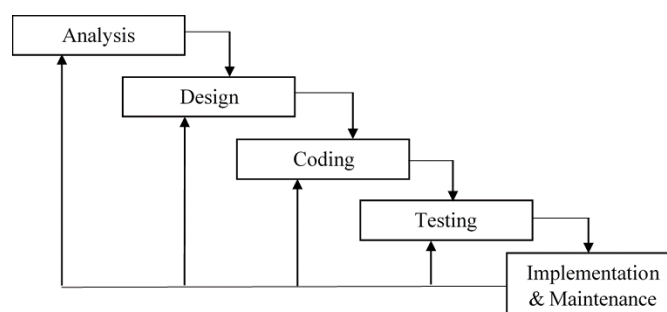 Analysis
Design
Coding
Testing
Implementation
& Maintenance